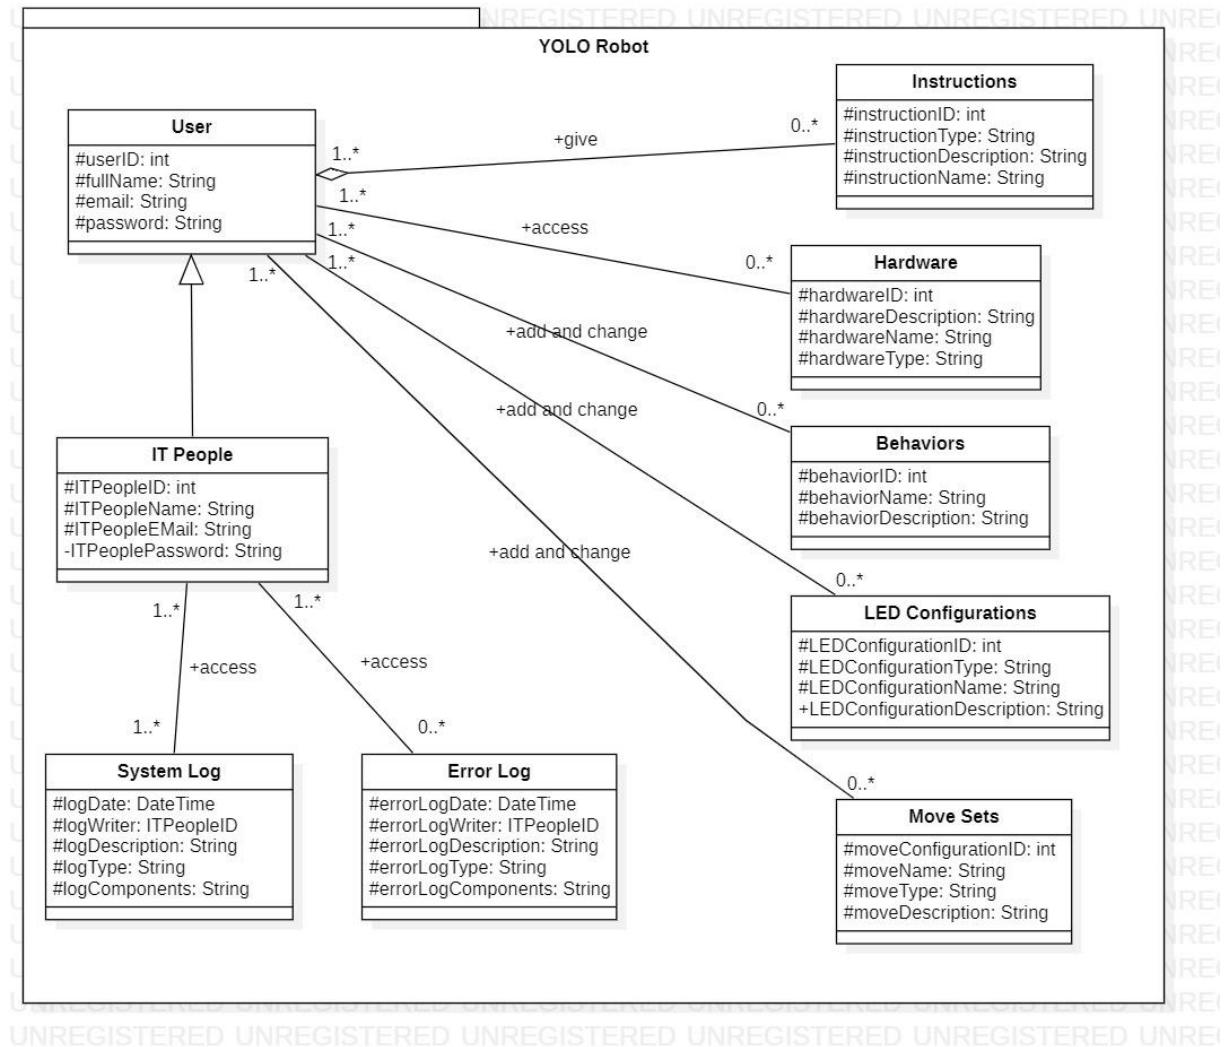 YOLO Robot
User
#userID: int
#fullName: String
#email: String
#password: String
Instructions
#instructionID: int
#instructionType: String
#instructionDescription: String
#instructionName: String
1..*
+give
0..*
1..*
+access
0..*
Hardware
#hardwareID: int
#hardwareDescription: String
#hardwareName: String
#hardwareType: String
1..*
+add and change
0..*
Behaviors
#behaviorID: int
#behaviorName: String
#behaviorDescription: String
1..*
+add and change
0..*
LED Configurations
#LEDConfigurationID: int
#LEDConfigurationType: String
#LEDConfigurationName: String
+LEDConfigurationDescription: String
1..*
+add and change
0..*
Move Sets
#moveConfigurationID: int
#moveName: String
#moveType: String
#moveDescription: String
IT People
#ITPeopleID: int
#ITPeopleName: String
#ITPeopleEMail: String
-ITPeoplePassword: String
1..*
+access
1..*
1..*
+access
0..*
System Log
#logDate: DateTime
#logWriter: ITPeopleID
#logDescription: String
#logType: String
#logComponents: String
Error Log
#errorLogDate: DateTime
#errorLogWriter: ITPeopleID
#errorLogDescription: String
#errorLogType: String
#errorLogComponents: String
UNREGISTERED UNREGISTERED UNREGISTERED UNREGISTERED UNREGISTERED